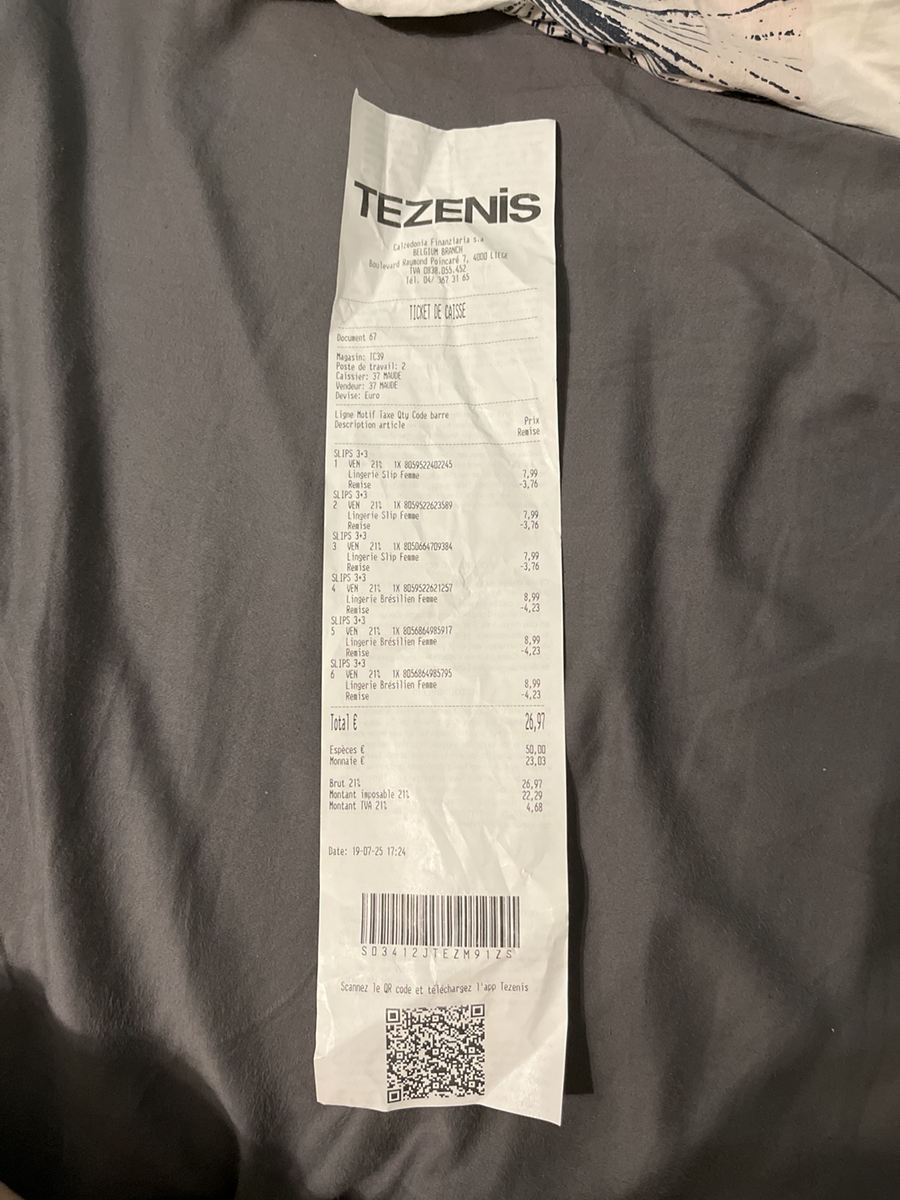 TEZENIS
Calzedonia Finanziaria s.a
BELGIUM BRANCH
Boulevard Raymond Poincaré 7, 4000 LIEGE
TVA 0838.055.452
Tél. 04/ 367 31 65
TICKET DE CAISSE
Document 67
Magasin: TC39
Poste de travail: 2
Caissier: 37 MAUDE
Vendeur: 37 MAUDE
Devise: Euro
Ligne Motif Taxe Qty Code barre Prix
Description article Remise
SLIPS 3+3
1 VEN 21% 1X 8059522402245
Lingerie Slip Femme 7,99
Remise -3,76
SLIPS 3+3
2 VEN 21% 1X 8059522623589
Lingerie Slip Femme 7,99
Remise -3,76
SLIPS 3+3
3 VEN 21% 1X 8050664709384
Lingerie Slip Femme 7,99
Remise -3,76
SLIPS 3+3
4 VEN 21% 1X 8059522621257
Lingerie Brésilien Femme 8,99
Remise -4,23
SLIPS 3+3
5 VEN 21% 1X 8056864985917
Lingerie Brésilien Femme 8,99
Remise -4,23
SLIPS 3+3
6 VEN 21% 1X 8056864985795
Lingerie Brésilien Femme 8,99
Remise -4,23
Total € 26,97
Espèces € 50,00
Monnaie € 23,03
Brut 21% 26,97
Montant imposable 21% 22,29
Montant TVA 21% 4,68
Date: 19-07-25 17:24
S03412JTEZM91ZS
Scannez le QR code et téléchargez l'app Tezenis